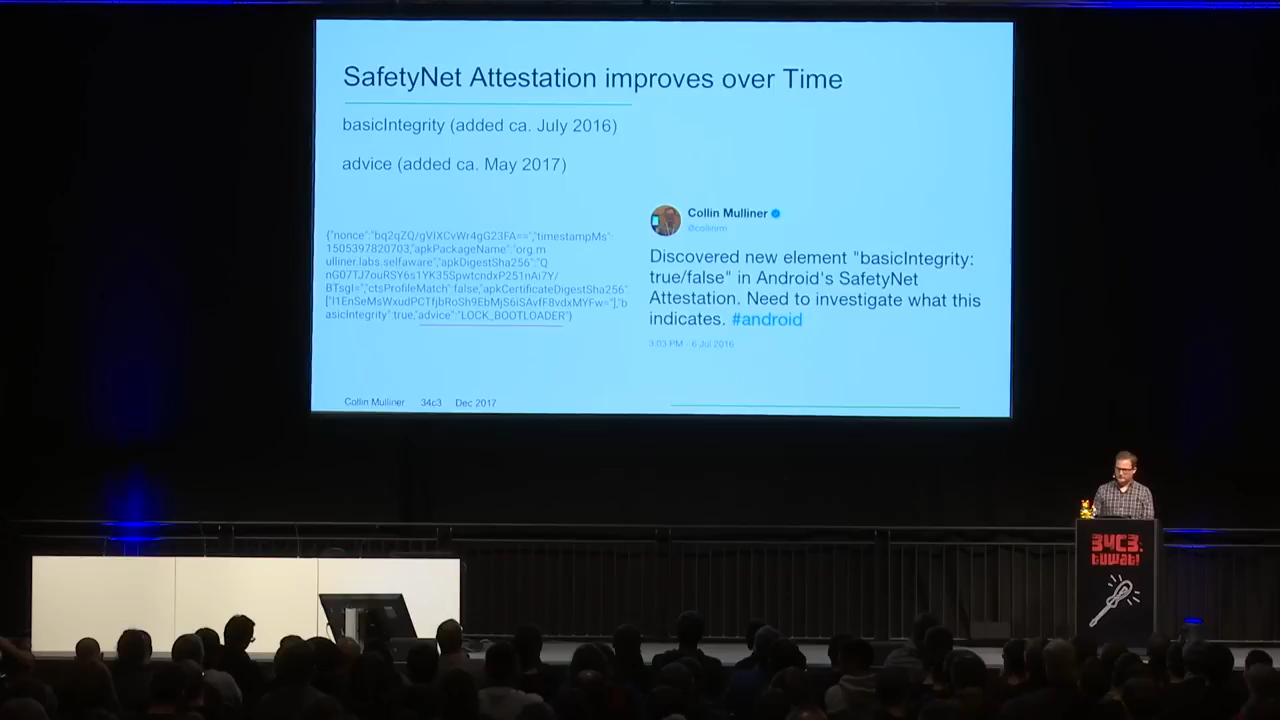 SafetyNet Attestation improves over Time
basicIntegrity (added ca. July 2016)
advice (added ca. May 2017)
{"nonce":"bq2qZQ/gVIXCvWr4gG23FA==","timestampMs":
1505397820703,"apkPackageName":"org.m
ulliner.labs.selfaware","apkDigestSha256":"Q
nG07TJ7ouRSY6s1YK35SpwtcndxP251nAi7Y/
BTsgI=","ctsProfileMatch":false,"apkCertificateDigestSha256":
["l1EnSeMsWxudPCTfjbRoSh9EbMjS6iSAvfF8vdxMYFw="],"b
asicIntegrity":true,"advice":"LOCK_BOOTLOADER"}
Collin Mulliner
@collinrm
Discovered new element "basicIntegrity:
true/false" in Android's SafetyNet
Attestation. Need to investigate what this
indicates. #android
3:03 PM - 6 Jul 2016
Collin Mulliner 34c3 Dec 2017
34C3.
tuwat!